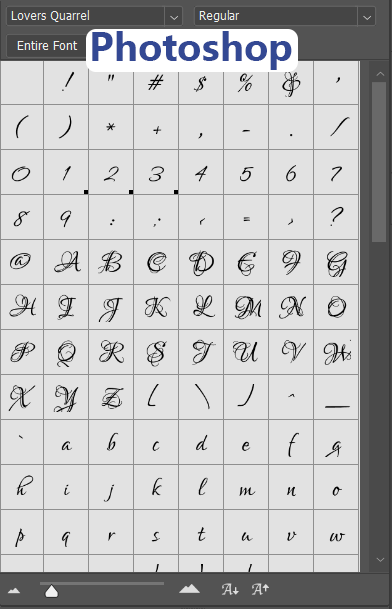 Lovers Quarrel Regular
Entire Font Photoshop
! " # $ % & '
( ) * + , - . /
0 1 2 3 4 5 6 7
8 9 : ; < = > ?
@ A B C D E F G
H I J K L M N O
P Q R S T U V W
X Y Z [ \ ] ^ _
` a b c d e f g
h i j k l m n o
p q r s t u v w